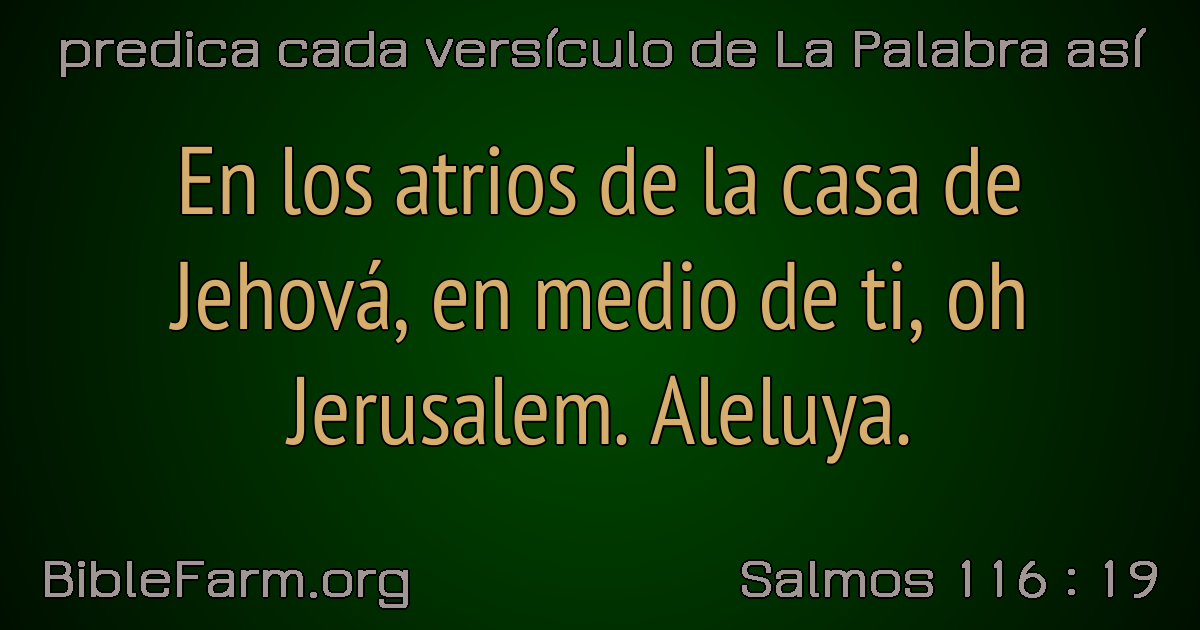 predica cada versículo de La Palabra así
En los atrios de la casa de
Jehová, en medio de ti, oh
Jerusalem. Aleluya.
BibleFarm.org
Salmos 116 : 19